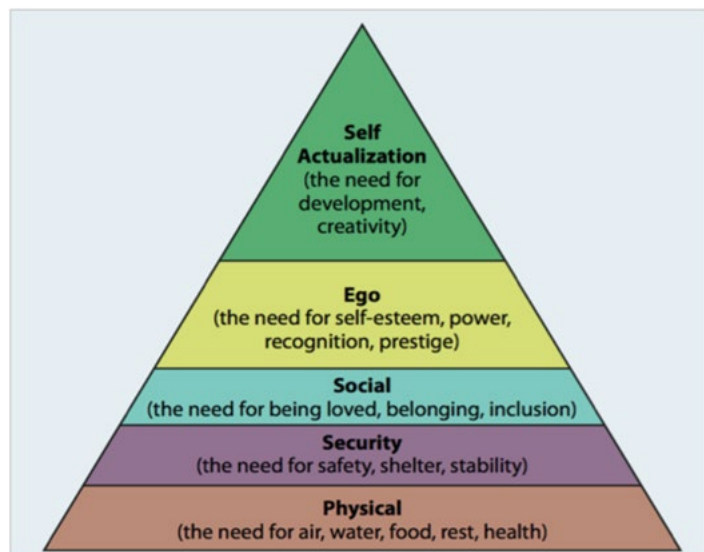 Self
Actualization
(the need for
development,
creativity)
Ego
(the need for self-esteem, power,
recognition, prestige)
Social
(the need for being loved, belonging, inclusion)
Security
(the need for safety, shelter, stability)
Physical
(the need for air, water, food, rest, health)